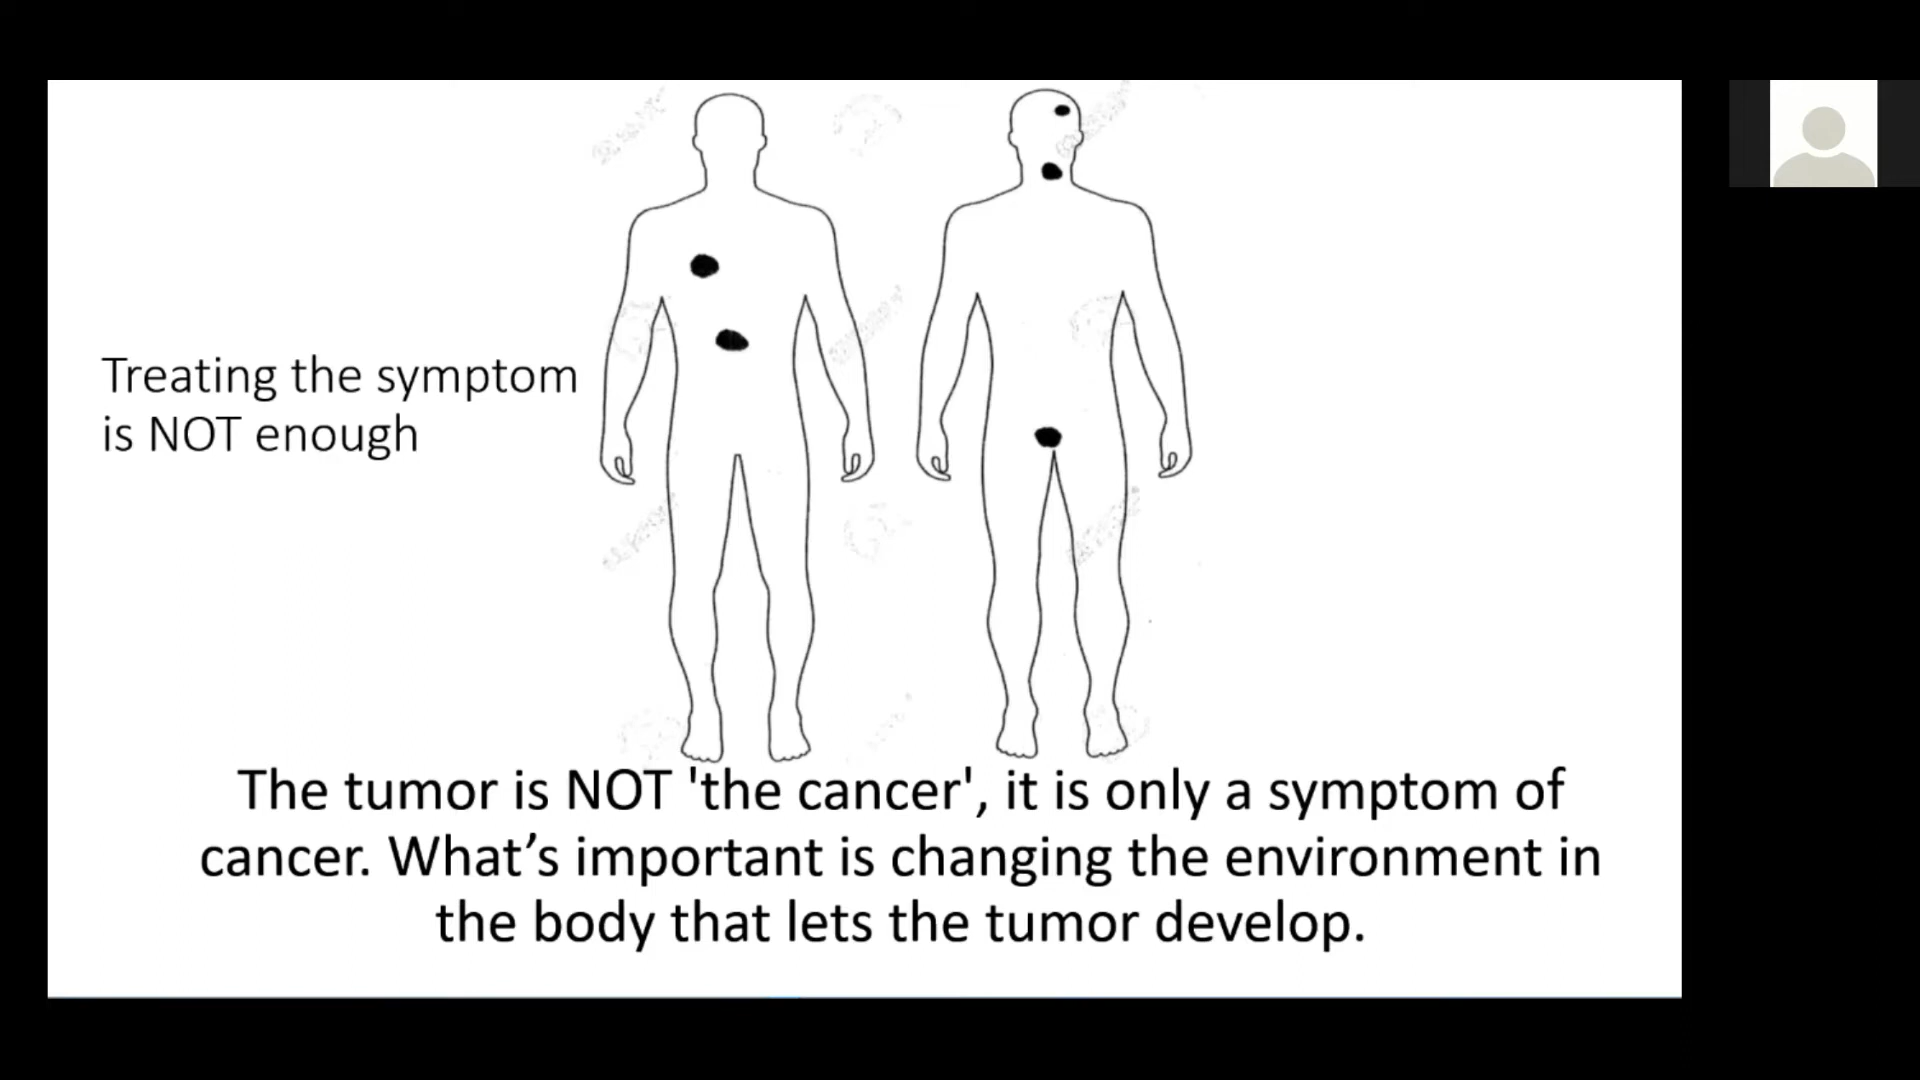 Treating the symptom
is NOT enough
The tumor is NOT 'the cancer', it is only a symptom of
cancer. What’s important is changing the environment in
the body that lets the tumor develop.